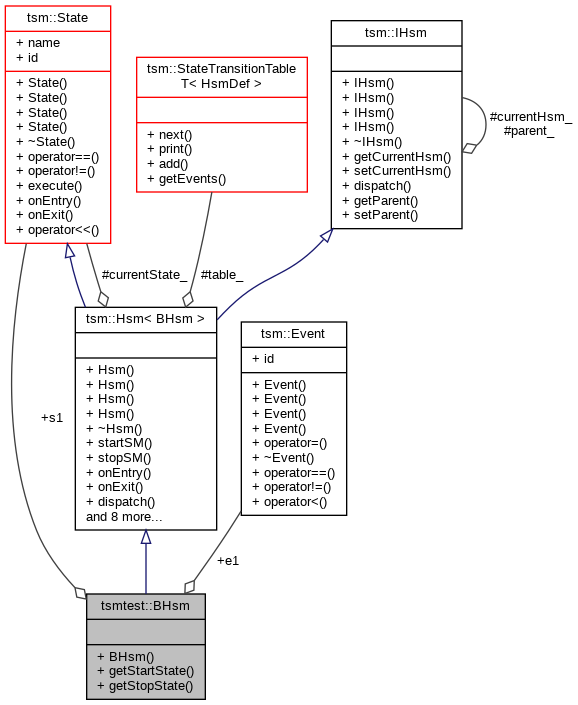 tsm::State
+ name
+ id
+ State()
+ State()
+ State()
+ State()
+ ~State()
+ operator==()
+ operator!=()
+ execute()
+ onEntry()
+ onExit()
+ operator<<()
tsm::StateTransitionTable
T< HsmDef >
+ next()
+ print()
+ add()
+ getEvents()
tsm::IHsm
+ IHsm()
+ IHsm()
+ IHsm()
+ IHsm()
+ ~IHsm()
+ getCurrentHsm()
+ setCurrentHsm()
+ dispatch()
+ getParent()
+ setParent()
#currentHsm_
#parent_
#currentState_
#table_
tsm::Hsm< BHsm >
+ Hsm()
+ Hsm()
+ Hsm()
+ Hsm()
+ ~Hsm()
+ startSM()
+ stopSM()
+ onEntry()
+ onExit()
+ dispatch()
and 8 more...
tsm::Event
+ id
+ Event()
+ Event()
+ Event()
+ Event()
+ operator=()
+ ~Event()
+ operator==()
+ operator!=()
+ operator<()
+s1
+e1
tsmtest::BHsm
+ BHsm()
+ getStartState()
+ getStopState()